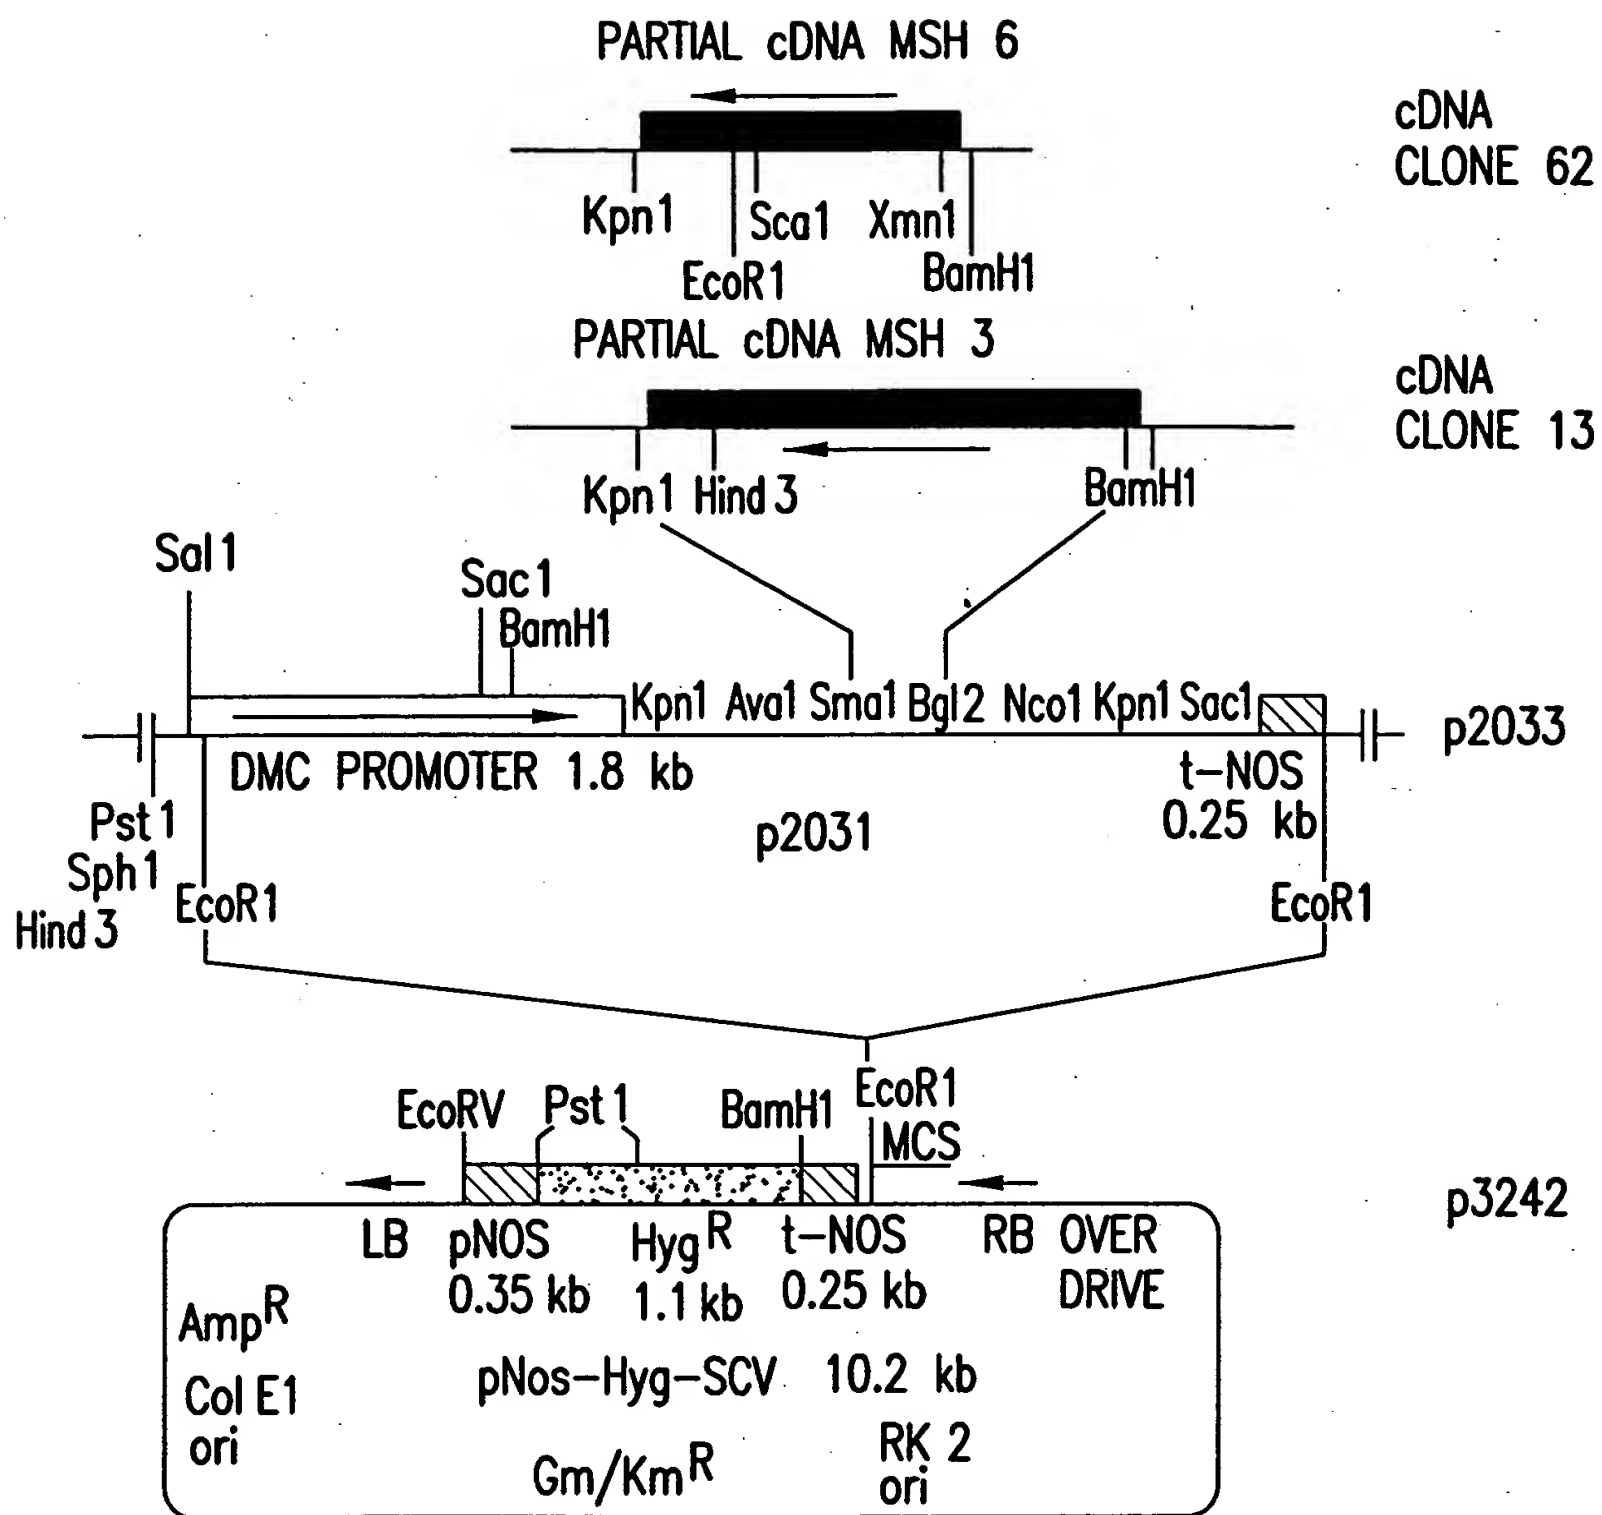 PARTIAL cDNA MSH 6
cDNA
CLONE 62
Kpn1
Sca1
Xmn1
EcoR1
BamH1
PARTIAL cDNA MSH 3
cDNA
CLONE 13
Kpn1
Hind3
BamH1
Sal1
Sac1
BamH1
Kpn1 Ava1 Sma1 Bgl2 Nco1 Kpn1 Sac1
p2033
DMC PROMOTER 1.8 kb
t-NOS
0.25 kb
p2031
Pst1
Sph1
Hind3
EcoR1
EcoR1
EcoRV
Pst1
BamH1
EcoR1
MCS
p3242
LB
pNOS
0.35 kb
HygR
1.1 kb
t-NOS
0.25 kb
RB
OVER
DRIVE
AmpR
Col E1
ori
pNos-Hyg-SCV 10.2 kb
Gm/KmR
RK 2
ori